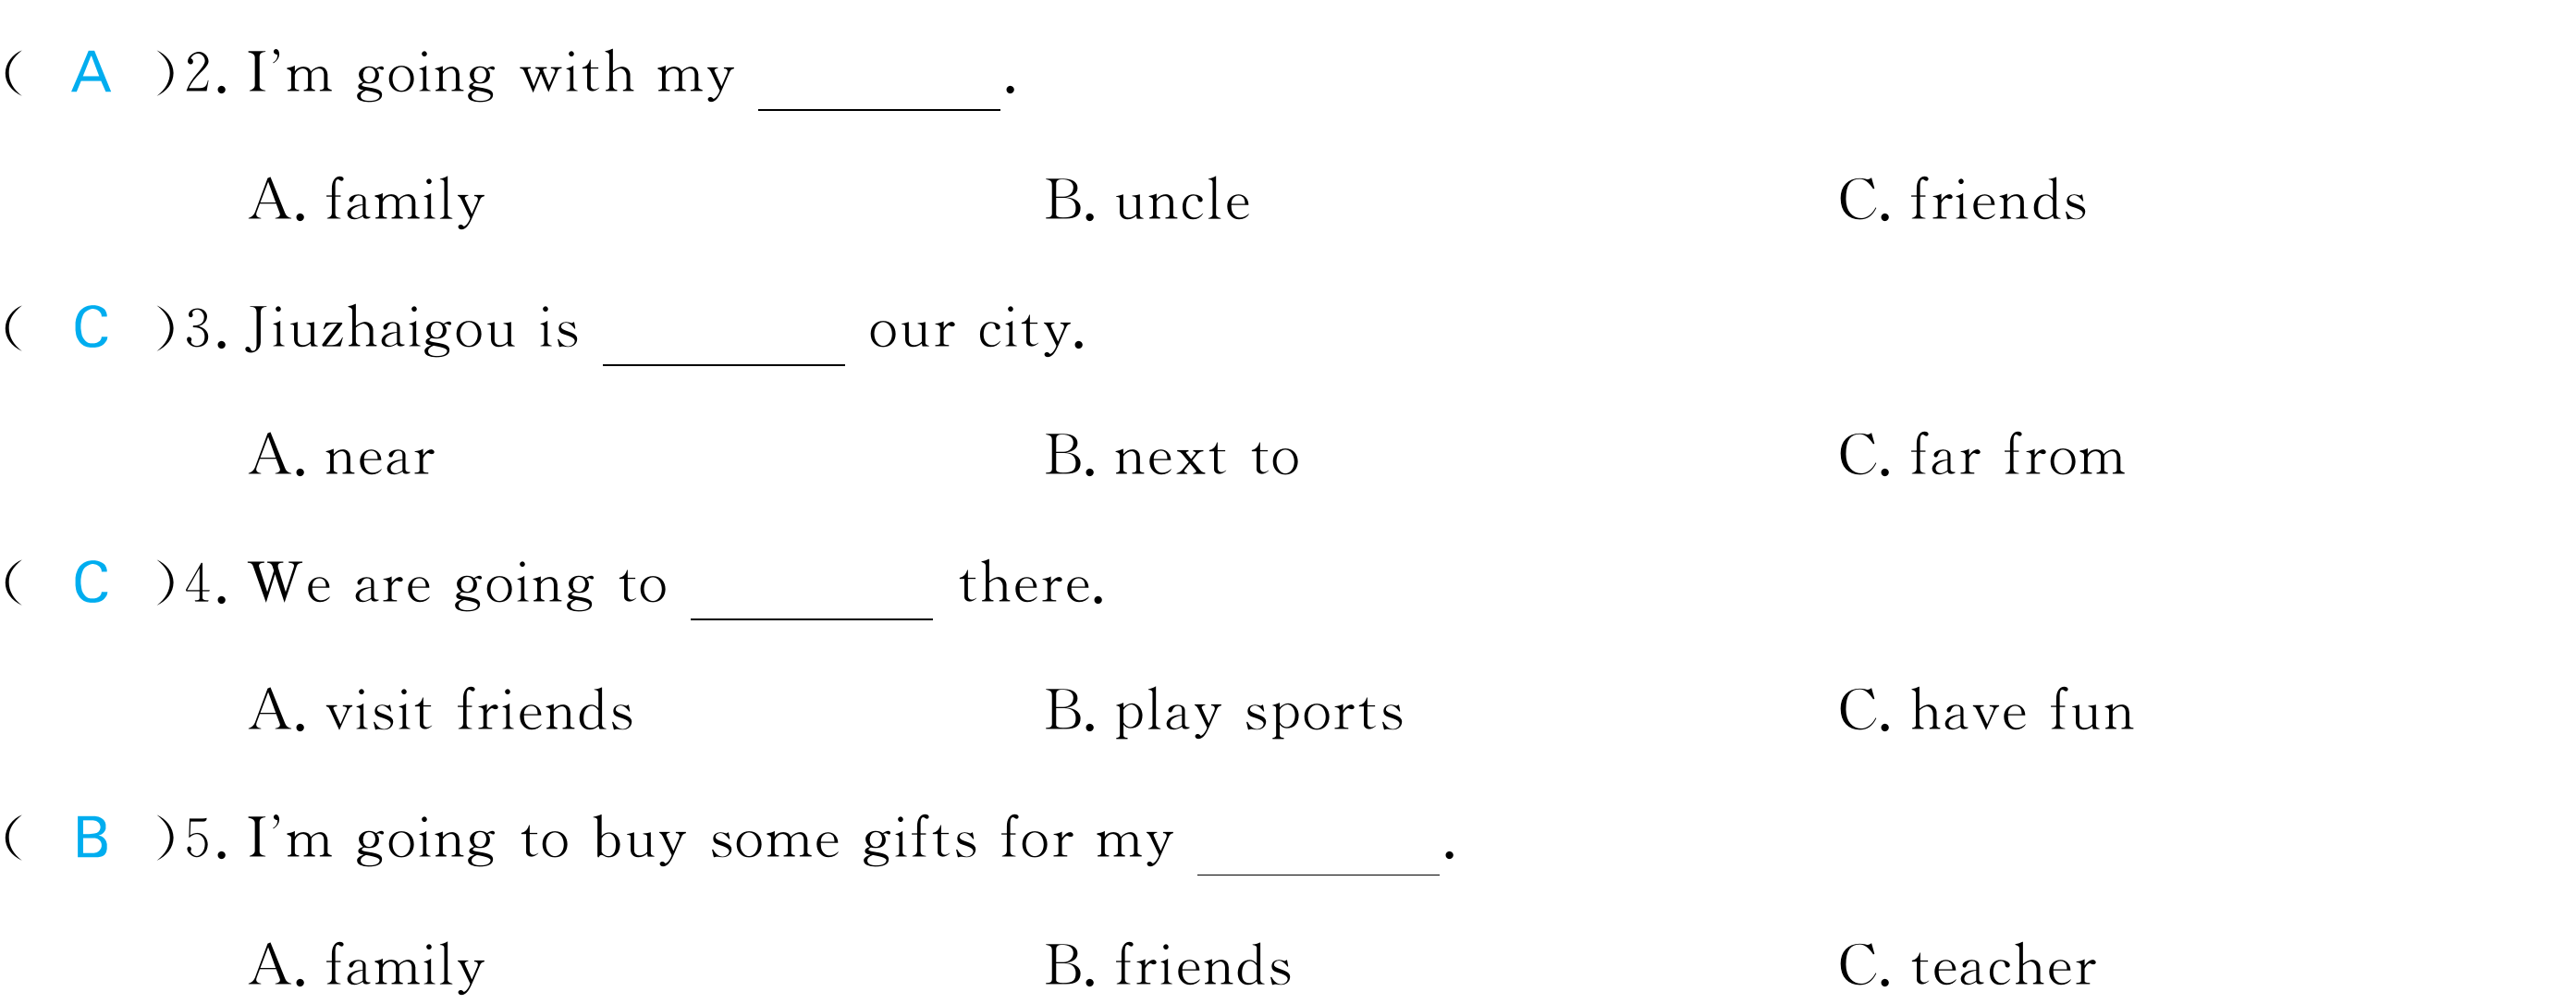 ( A )2. I'm going with my ________.
A. family B. uncle C. friends
( C )3. Jiuzhaigou is ________ our city.
A. near B. next to C. far from
( C )4. We are going to ________ there.
A. visit friends B. play sports C. have fun
( B )5. I'm going to buy some gifts for my ________.
A. family B. friends C. teacher